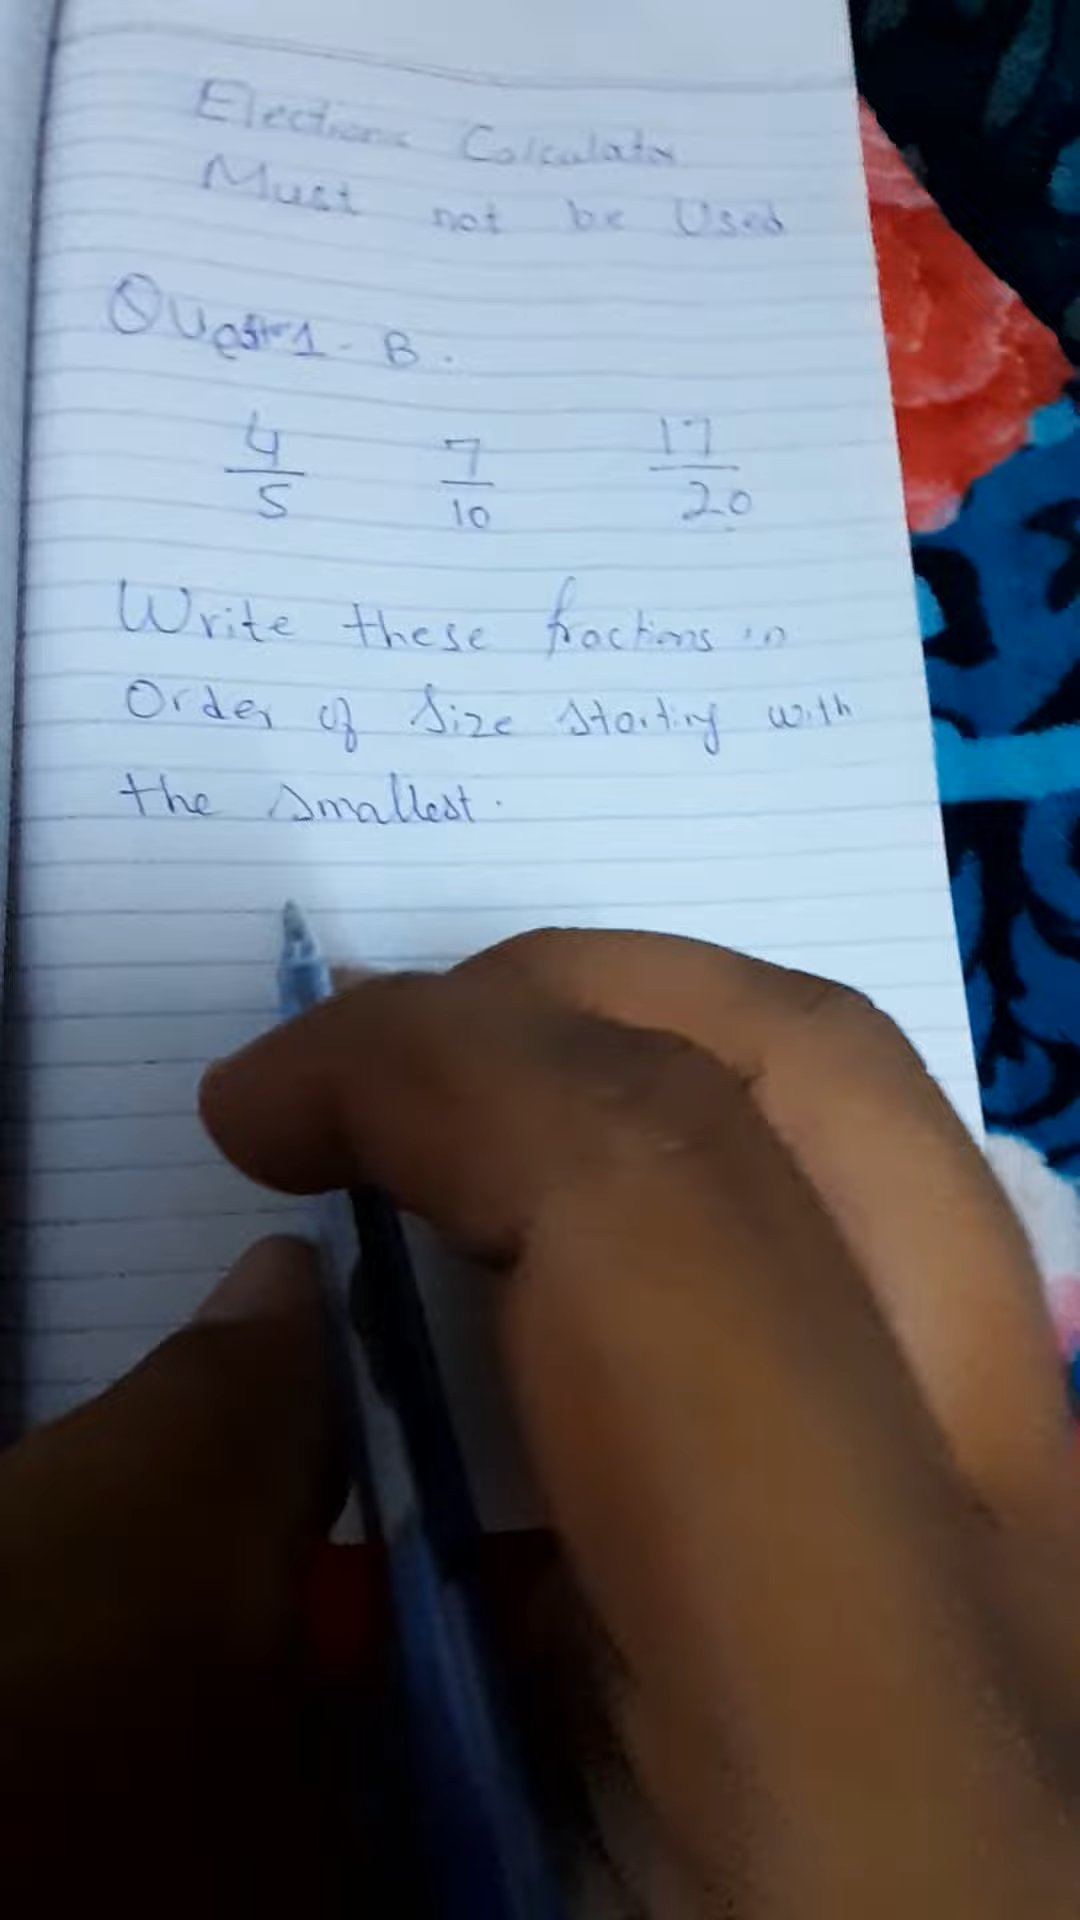 Electronic Calculator
Must not be Used
Quest-1 - B.
4/5 7/10 17/20
Write these fractions in
Order of Size Starting with
the Smallest.